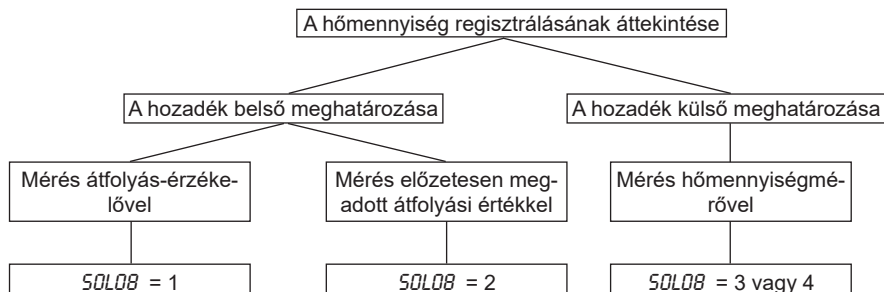 A hőmennyiség regisztrálásának áttekintése
A hozadék belső meghatározása
A hozadék külső meghatározása
Mérés átfolyás-érzéke-
lővel
Mérés előzetesen meg-
adott átfolyási értékkel
Mérés hőmennyiségmé-
rővel
SOL08 = 1
SOL08 = 2
SOL08 = 3 vagy 4